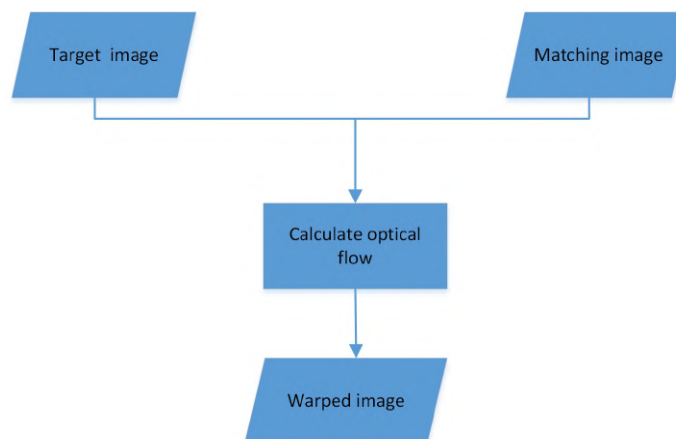 Target image
Matching image
Calculate optical
flow
Warped image